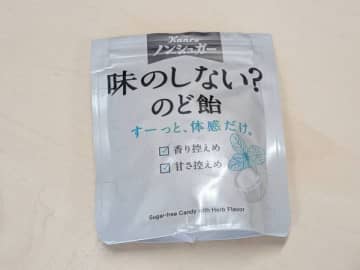 Kanro
ノンシュガー
味のしない?
のど飴
すーっと、体感だけ。
香り控えめ
甘さ控えめ
Sugar-free Candy with Herb Flavor